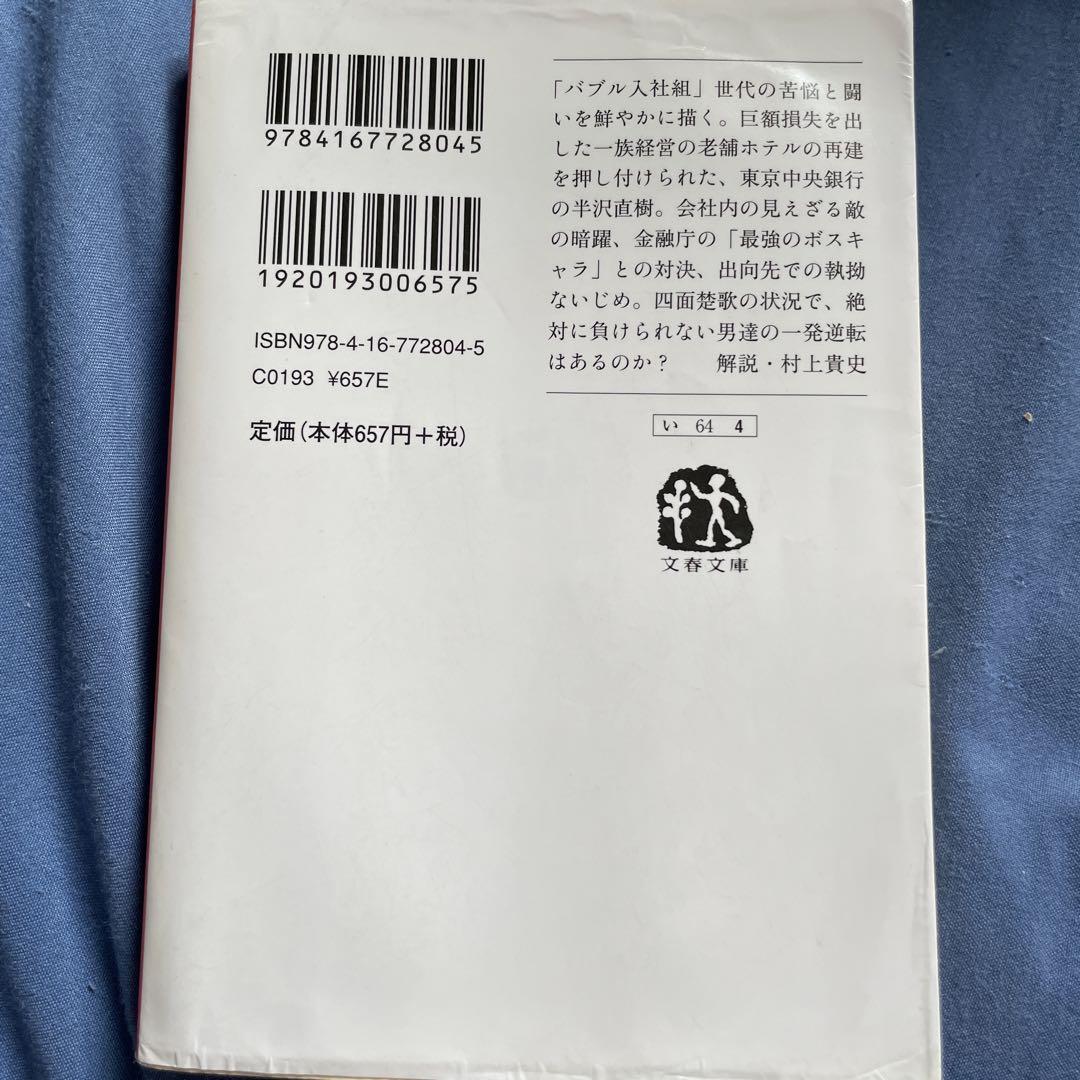 9784167728045
1920193006575
ISBN978-4-16-772804-5
C0193 ¥657E
定価(本体657円+税)
「バブル入社組」世代の苦悩と闘
いを鮮やかに描く。巨額損失を出
した一族経営の老舗ホテルの再建
を押し付けられた、東京中央銀行
の半沢直樹。会社内の見えざる敵
の暗躍、金融庁の「最強のボスキ
ャラ」との対決、出向先での執拗
ないじめ。四面楚歌の状況で、絶
対に負けられない男達の一発逆転
はあるのか? 解説・村上貴史
い 64 4
文春文庫